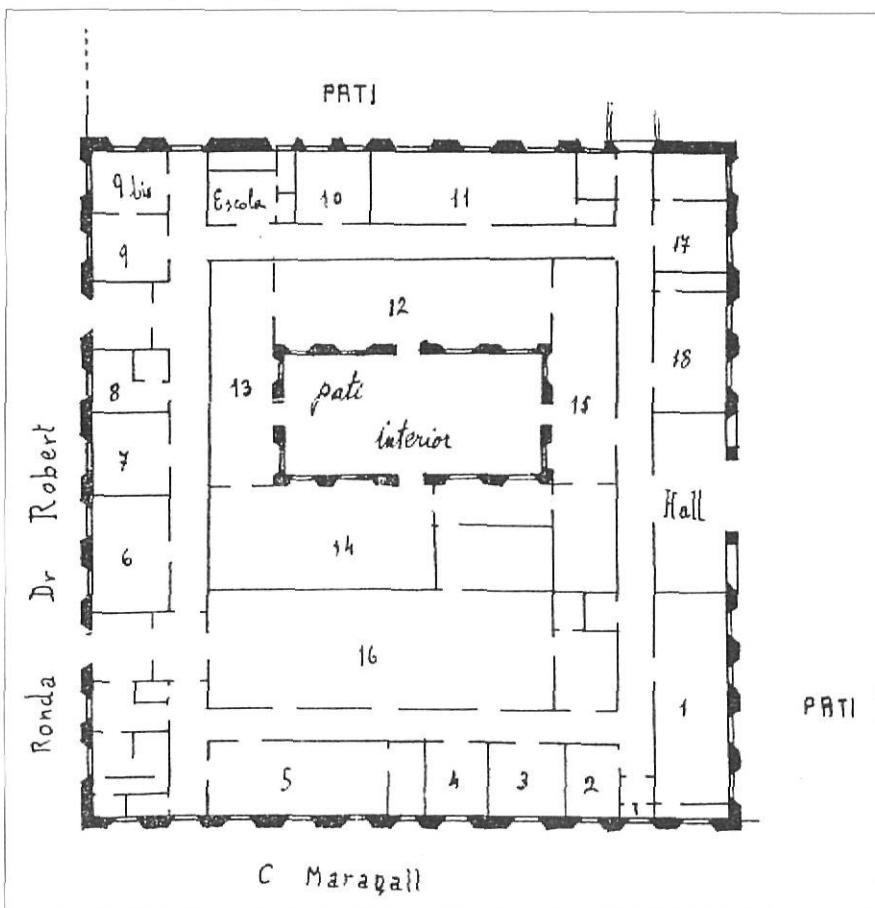 PATI
9 bis
Escola
10
11
9
17
12
8
13
pati
15
18
interior
7
Hall
6
14
16
1
5
4
3
2
Ronda Dr Robert
PATI
C Maragall